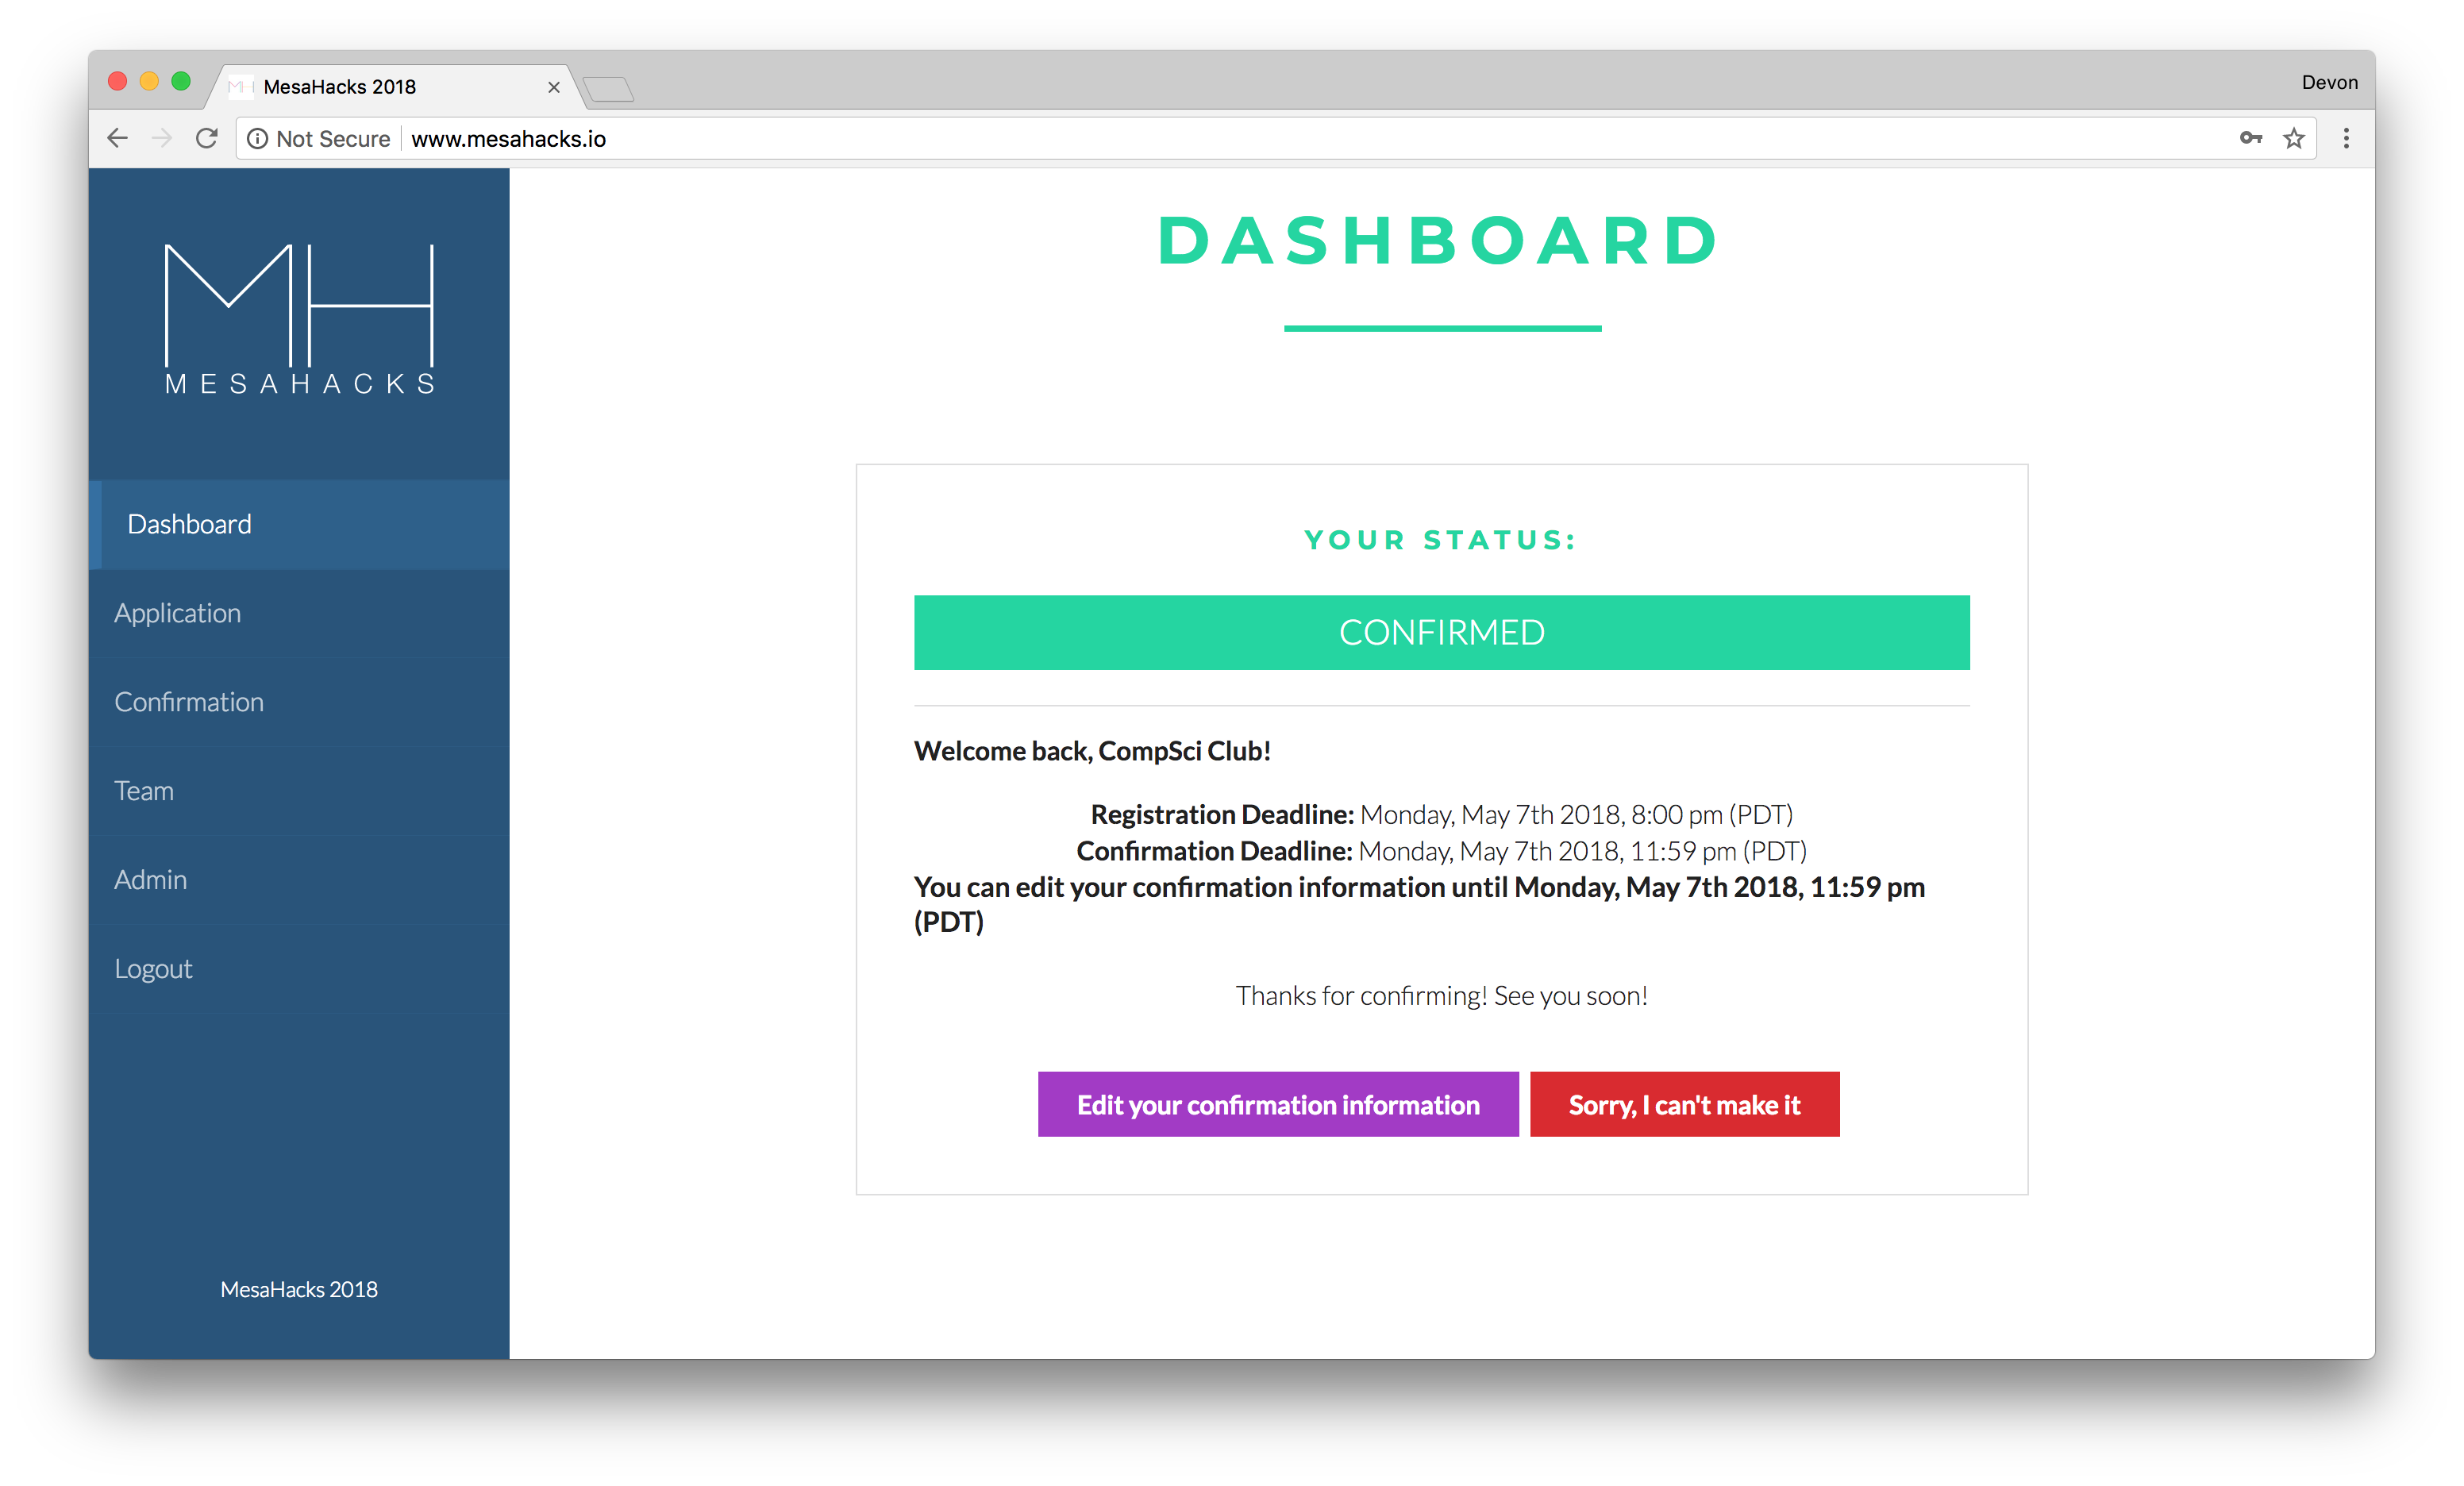 MesaHacks 2018
Devon
Not Secure www.mesahacks.io
MH
MESAHACKS
Dashboard
Application
Confirmation
Team
Admin
Logout
MesaHacks 2018
DASHBOARD
YOUR STATUS:
CONFIRMED
Welcome back, CompSci Club!
Registration Deadline: Monday, May 7th 2018, 8:00 pm (PDT)
Confirmation Deadline: Monday, May 7th 2018, 11:59 pm (PDT)
You can edit your confirmation information until Monday, May 7th 2018, 11:59 pm
(PDT)
Thanks for confirming! See you soon!
Edit your confirmation information
Sorry, I can't make it